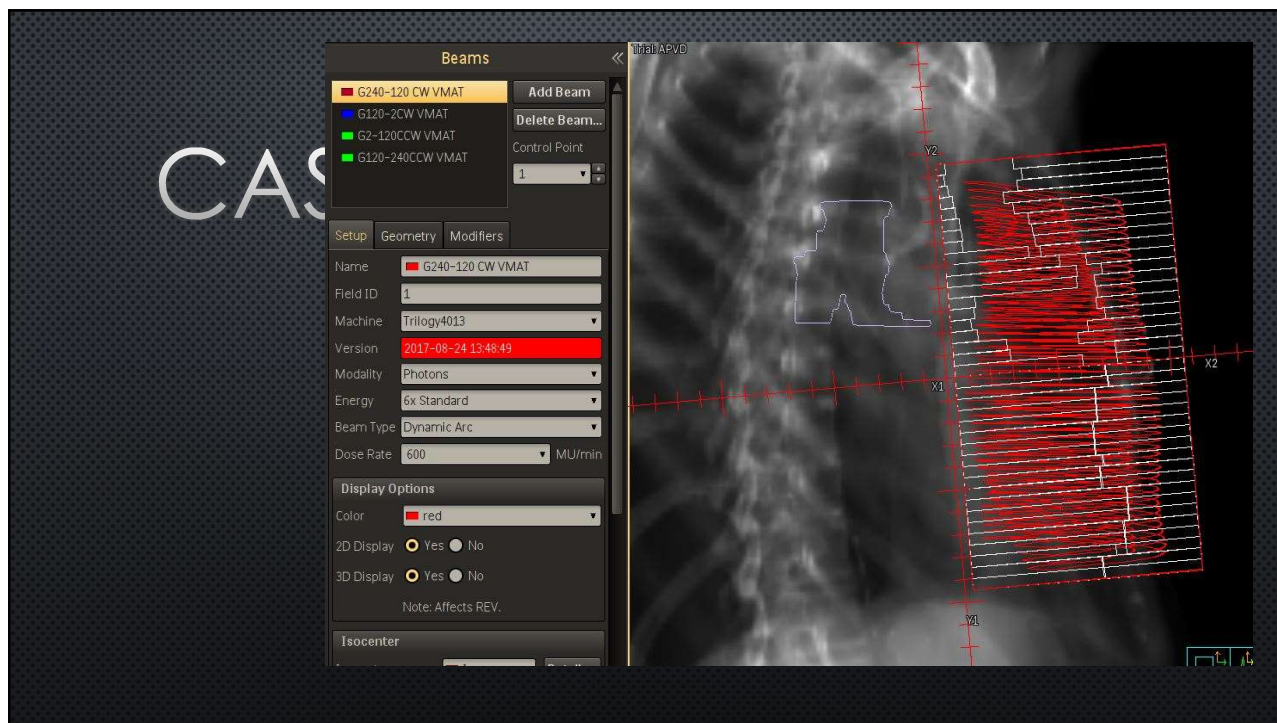 CAS
Beams
G240-120 CW VMAT
G120-2CW VMAT
G2-120CCW VMAT
G120-240CCW VMAT
Add Beam
Delete Beam...
Control Point
1
Setup Geometry Modifiers
Name G240-120 CW VMAT
Field ID 1
Machine Trilogy4013
Version 2017-08-24 13:48:49
Modality Photons
Energy 6x Standard
Beam Type Dynamic Arc
Dose Rate 600 MU/min
Display Options
Color red
2D Display Yes No
3D Display Yes No
Note: Affects REV.
Isocenter
Trial: APVD
Y2
X1
X2
Y1